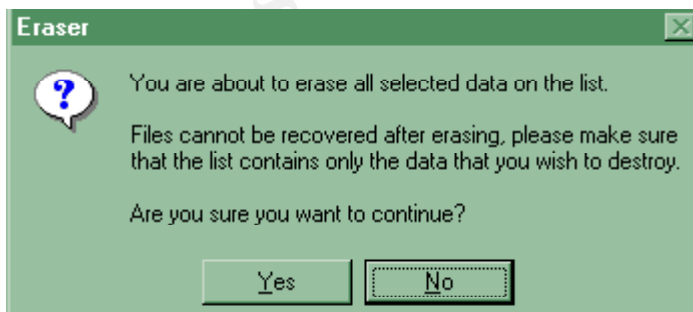 Eraser
You are about to erase all selected data on the list.
Files cannot be recovered after erasing, please make sure
that the list contains only the data that you wish to destroy.
Are you sure you want to continue?
Yes
No